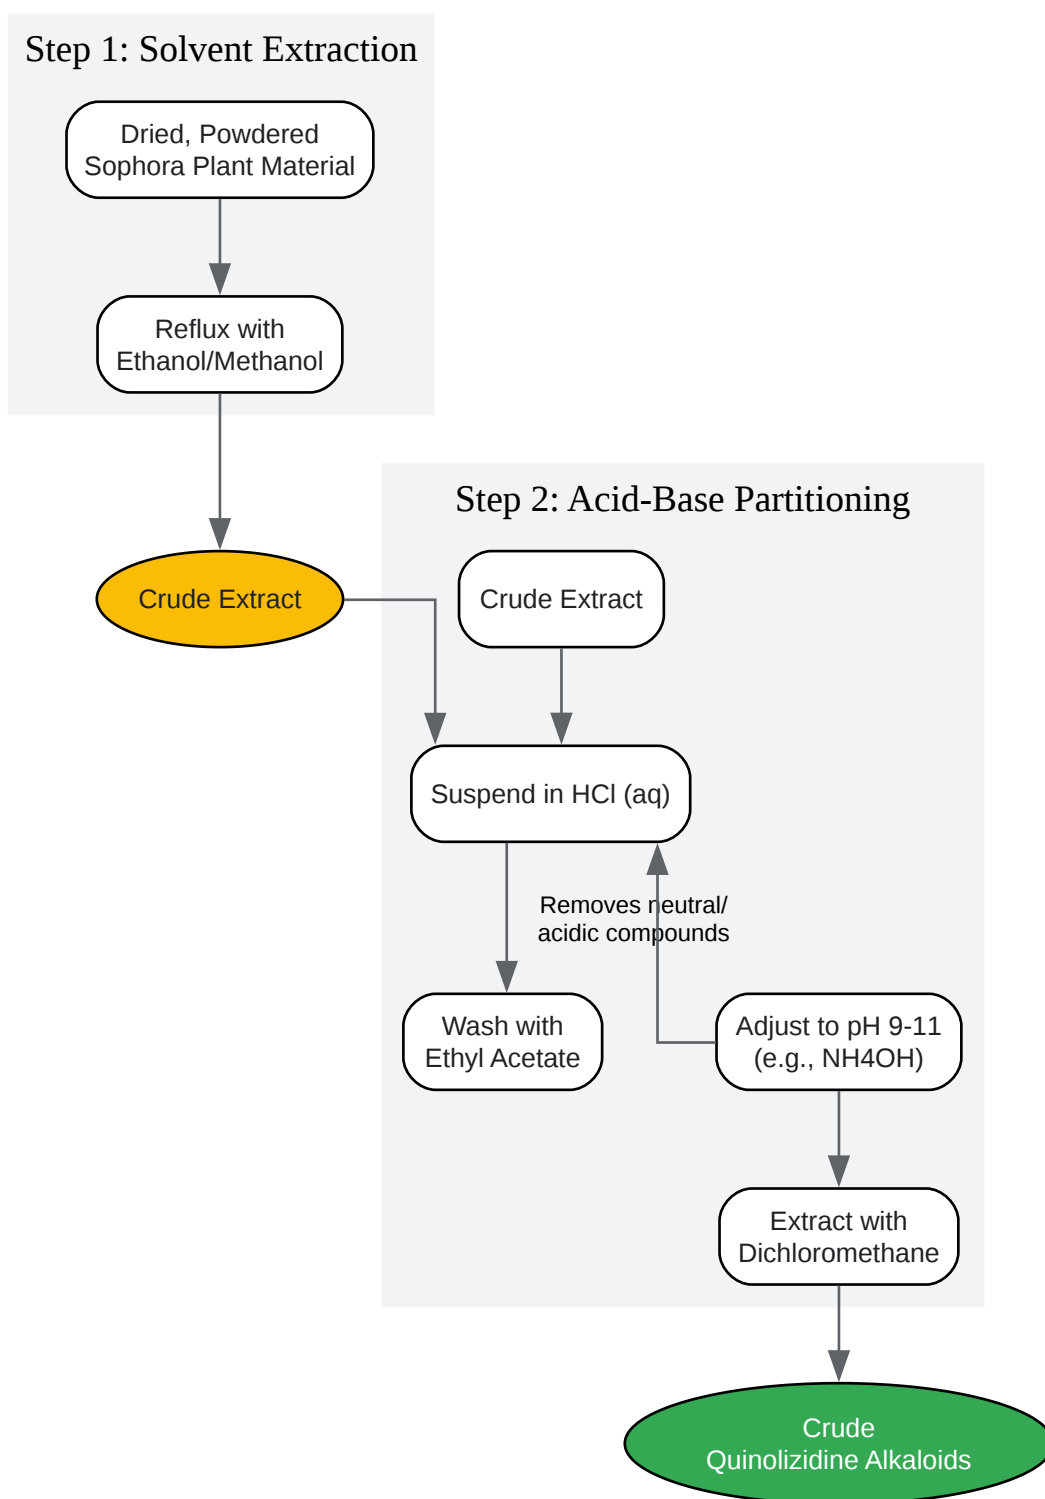 Step 1: Solvent Extraction
Dried, Powdered
Sophora Plant Material
Reflux with
Ethanol/Methanol
Step 2: Acid-Base Partitioning
Crude Extract
Crude Extract
Suspend in HCl (aq)
Removes neutral/
acidic compounds
Wash with
Ethyl Acetate
Adjust to pH 9-11
(e.g., NH4OH)
Extract with
Dichloromethane
Crude
Quinolizidine Alkaloids